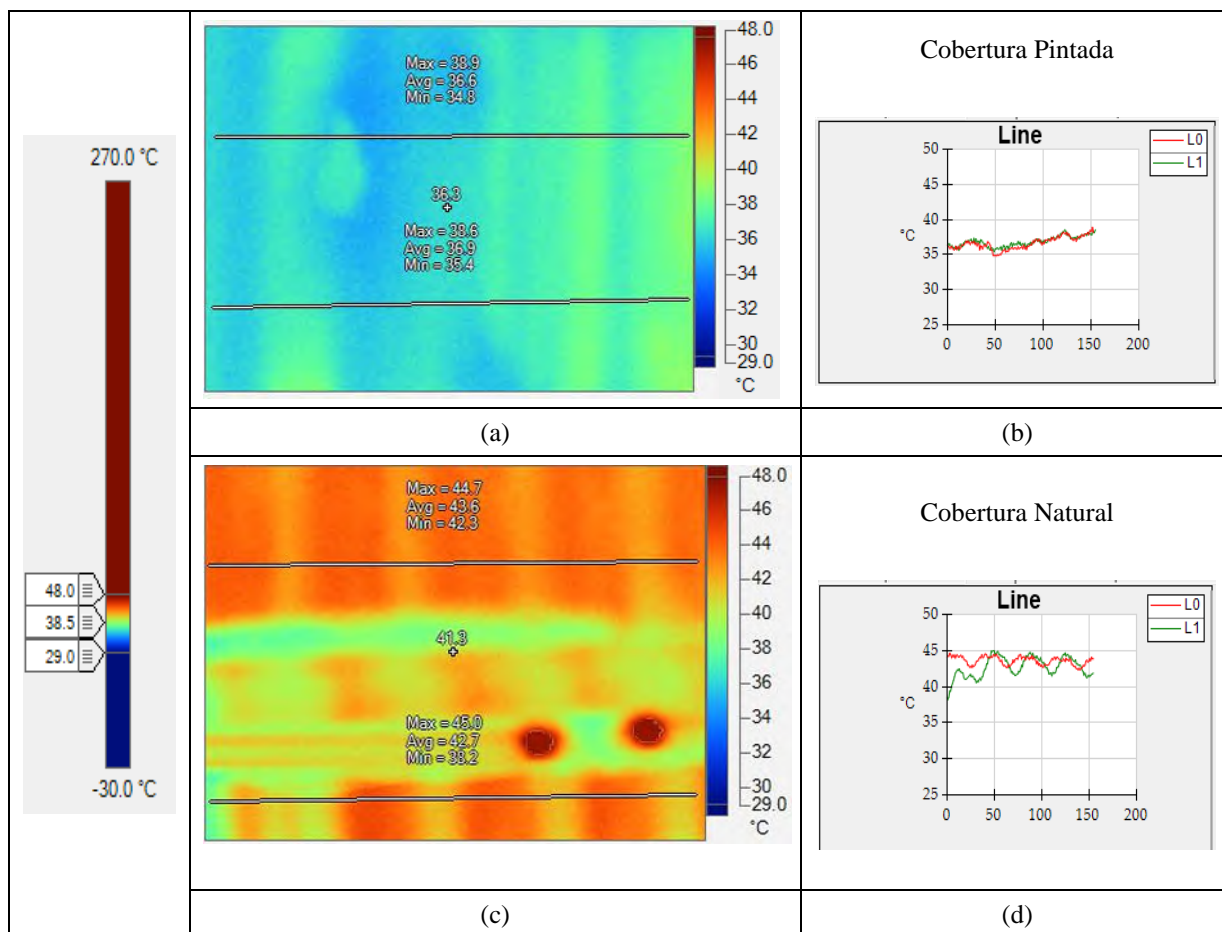 270.0 °C
48.0
38.5
29.0
-30.0 °C
Max = 38.9
Avg = 36.6
Min = 34.8
36.3
Max = 38.6
Avg = 36.9
Min = 35.4
48.0
46
44
42
40
38
36
34
32
30
29.0
°C
(a)
Cobertura Pintada
Line
L0
L1
50
45
40
°C
35
30
25
0 50 100 150 200
(b)
Max = 44.7
Avg = 43.6
Min = 42.3
41.3
Max = 45.0
Avg = 42.7
Min = 38.2
48.0
46
44
42
40
38
36
34
32
30
29.0
°C
(c)
Cobertura Natural
Line
L0
L1
50
45
40
°C
35
30
25
0 50 100 150 200
(d)